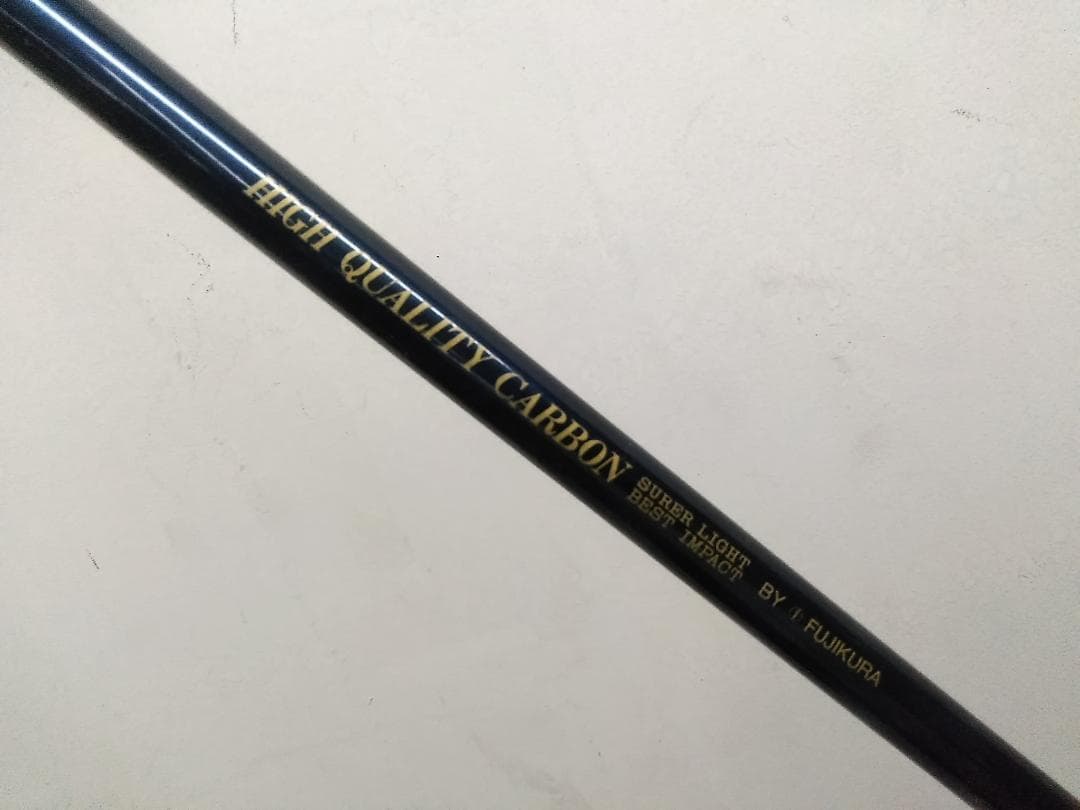 HIGH QUALITY CARBON
SURER LIGHT
BEST IMPACT
BY FUJIKURA